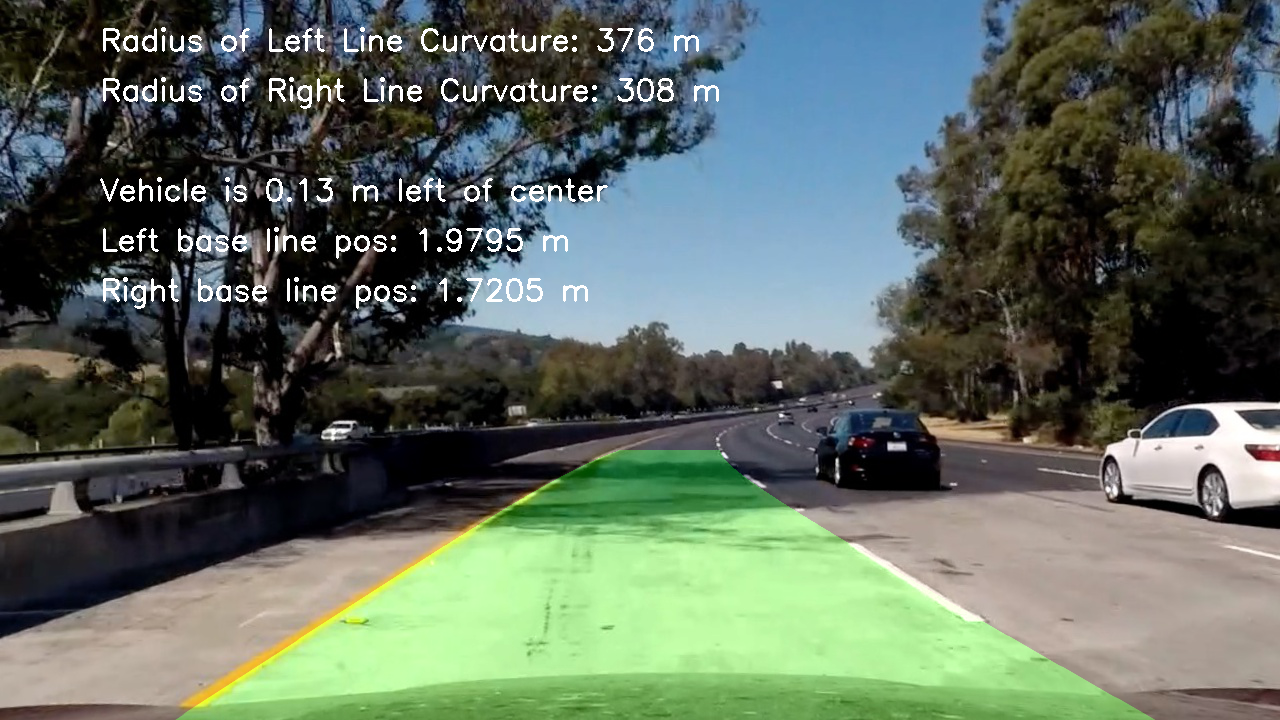 Radius of Left Line Curvature: 376 m
Radius of Right Line Curvature: 308 m
Vehicle is 0.13 m left of center
Left base line pos: 1.9795 m
Right base line pos: 1.7205 m